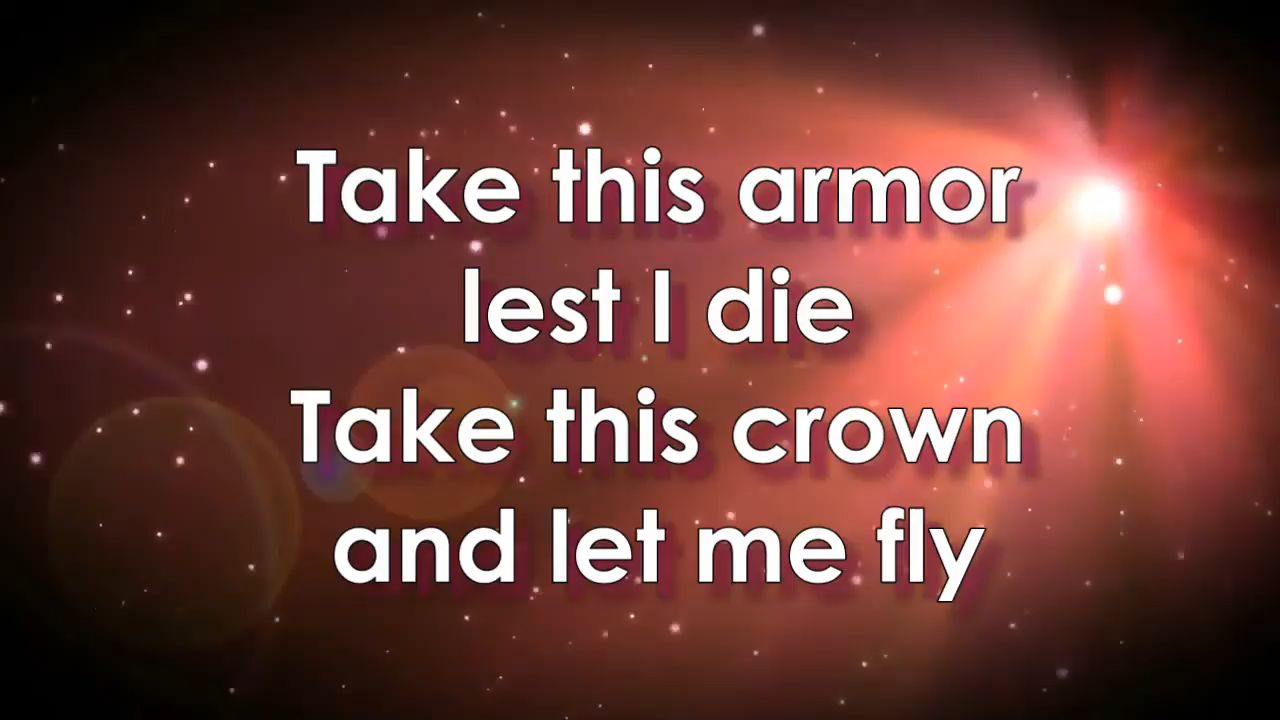 Take this armor
lest I die
Take this crown
and let me fly